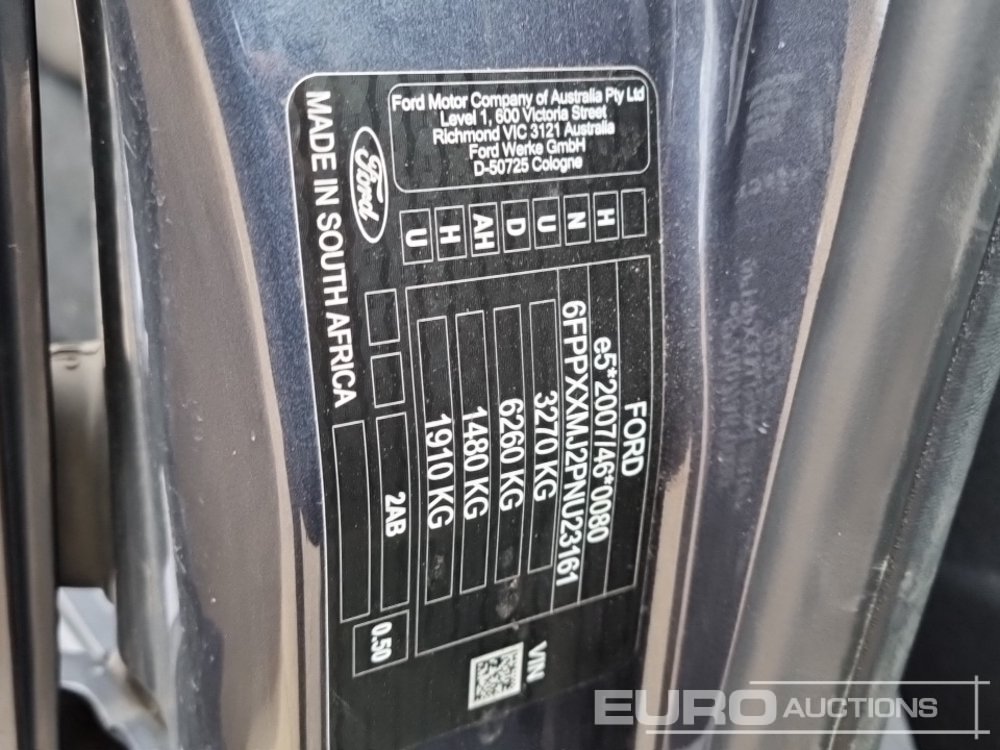 Ford Motor Company of Australia Pty Ltd
Level 1, 600 Victoria Street
Richmond VIC 3121 Australia
Ford Werke GmbH
D-50725 Cologne
Ford
MADE IN SOUTH AFRICA
H
N
U
D
AH
H
U
FORD
e5*2007/46*0080
6FPPXXMJ2PNU23161
3270 KG
6260 KG
1480 KG
1910 KG
2AB
0.50
VIN
EURO AUCTIONS